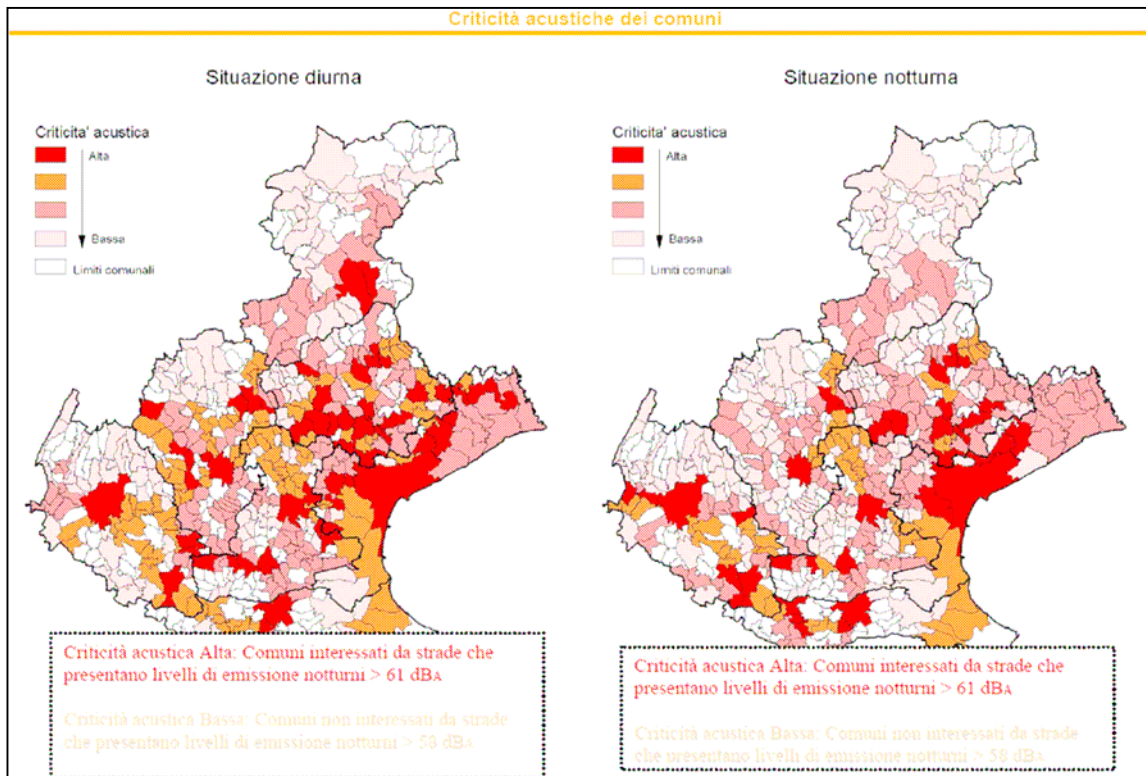 Criticità acustiche dei comuni
Situazione diurna
Situazione notturna
Criticita' acustica
Alta
Bassa
Limiti comunali
Criticita' acustica
Alta
Bassa
Limiti comunali
Criticità acustica Alta: Comuni interessati da strade che
presentano livelli di emissione notturni > 61 dBA
Criticità acustica Bassa: Comuni non interessati da strade
che presentano livelli di emissione notturni > 58 dBA
Criticità acustica Alta: Comuni interessati da strade che
presentano livelli di emissione notturni > 61 dBA
Criticità acustica Bassa: Comuni non interessati da strade
che presentano livelli di emissione notturni > 58 dBA